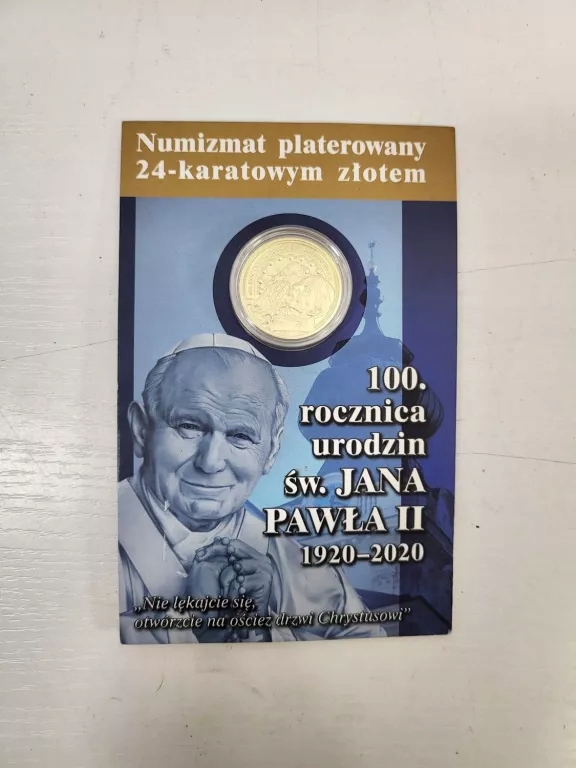 Numizmat platerowany
24-karatowym złotem
100.
rocznica
urodzin
św. JANA
PAWŁA II
1920–2020
„Nie lękajcie się,
otwórzcie na oścież drzwi Chrystusowi”